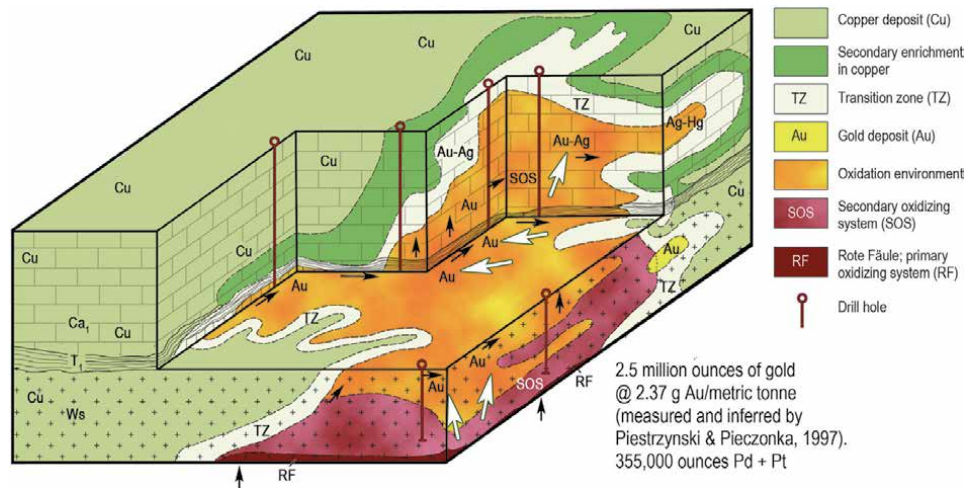 Cu
Cu
Cu
Cu
Cu
TZ
Ag-Hg
Au-Ag
Au-Ag
SOS
Cu
Au
Cu
Au
Au
Au
Au
TZ
Cu
Cu
Ca1
Cu
T1
Cu
Ws
TZ
TZ
Au
Au
SOS
RF
RF
Copper deposit (Cu)
Secondary enrichment
in copper
TZ Transition zone (TZ)
Au Gold deposit (Au)
Oxidation environment
SOS Secondary oxidizing
system (SOS)
RF Rote Fäule; primary
oxidizing system (RF)
Drill hole
2.5 million ounces of gold
@ 2.37 g Au/metric tonne
(measured and inferred by
Piestrzynski & Pieczonka, 1997).
355,000 ounces Pd + Pt